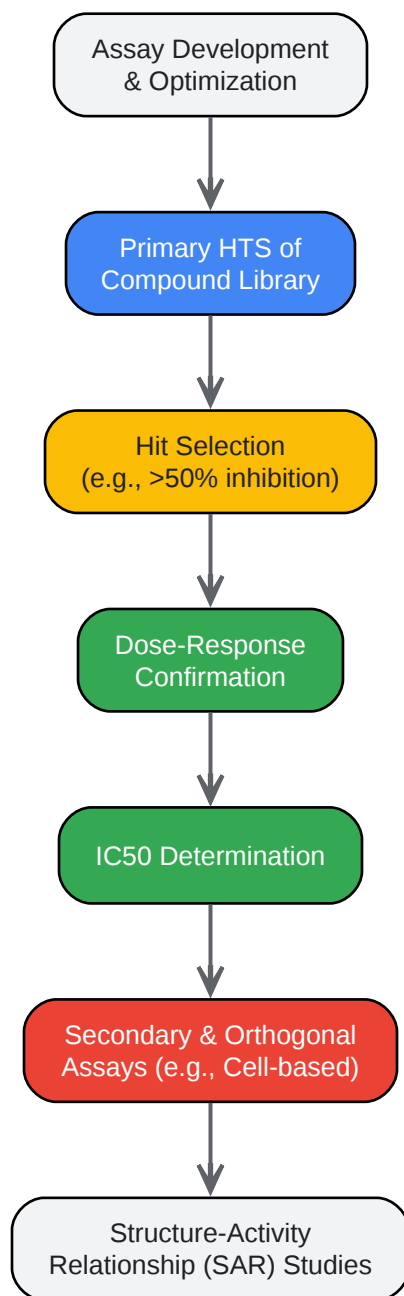 Assay Development
& Optimization
Primary HTS of
Compound Library
Hit Selection
(e.g., >50% inhibition)
Dose-Response
Confirmation
IC50 Determination
Secondary & Orthogonal
Assays (e.g., Cell-based)
Structure-Activity
Relationship (SAR) Studies